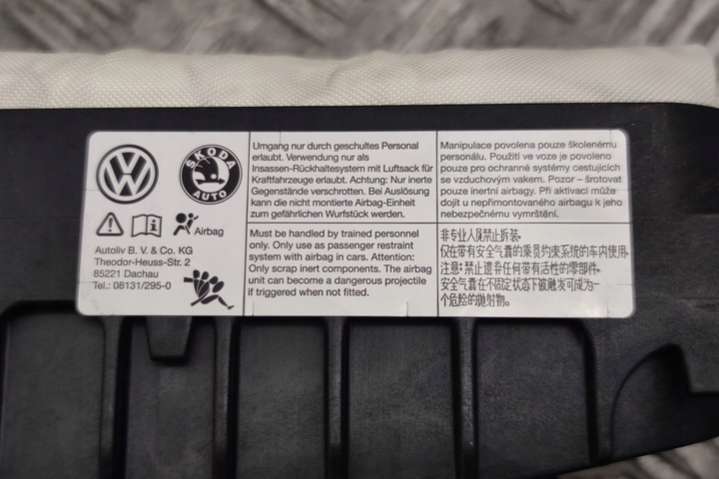 ŠKODA
AUTO
Airbag
Autoliv B. V. & Co. KG
Theodor-Heuss-Str. 2
85221 Dachau
Tel.: 08131/295-0
Umgang nur durch geschultes Personal
erlaubt. Verwendung nur als
Insassen-Rückhaltesystem mit Luftsack für
Kraftfahrzeuge erlaubt. Achtung: Nur inerte
Gegenstände verschrotten. Bei Auslösung
kann die nicht montierte Airbag-Einheit
zum gefährlichen Wurfstück werden.
Manipulace povolena pouze školenému
personálu. Použití ve voze je povoleno
pouze pro ochranné systémy cestujících
se vzduchovým vakem. Pozor – šrotovat
pouze inertní airbagy. Při aktivací může
dojít u nepřimontovaného airbagu k jeho
nebezpečnému vymrštění.
Must be handled by trained personnel
only. Only use as passenger restraint
system with airbag in cars. Attention:
Only scrap inert components. The airbag
unit can become a dangerous projectile
if triggered when not fitted.
非专业人员禁止拆装.
仅在带有安全气囊的乘员约束系统的车内使用.
注意: 禁止遗弃任何带有活性的零部件.
安全气囊在不固定状态下被触发可成为一
个危险的抛射物.